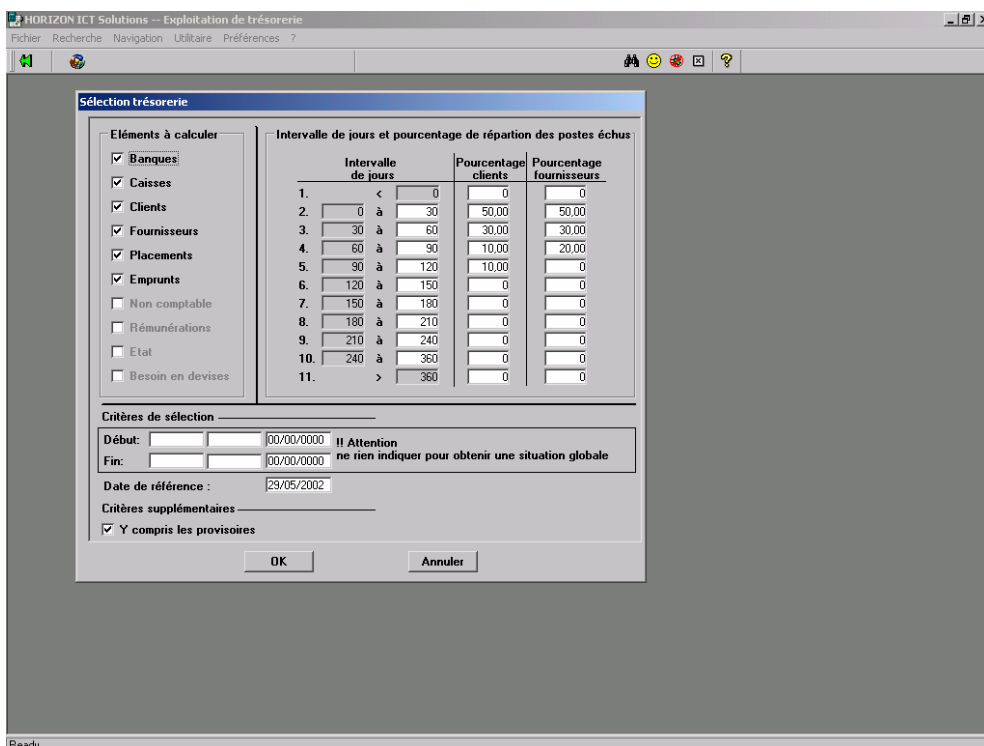 HORIZON ICT Solutions -- Exploitation de trésorerie
Fichier Recherche Navigation Utilitaire Préférences ?
Sélection trésorerie
Eléments à calculer
Banques
Caisses
Clients
Fournisseurs
Placements
Emprunts
Non comptable
Rémunérations
Etat
Besoin en devises
Intervalle de jours et pourcentage de répartion des postes échus
Intervalle de jours
Pourcentage clients
Pourcentage fournisseurs
1. < 0 0 0
2. 0 à 30 50,00 50,00
3. 30 à 60 30,00 30,00
4. 60 à 90 10,00 20,00
5. 90 à 120 10,00 0
6. 120 à 150 0 0
7. 150 à 180 0 0
8. 180 à 210 0 0
9. 210 à 240 0 0
10. 240 à 360 0 0
11. > 360 0 0
Critères de sélection
Début: 00/00/0000 !! Attention
Fin: 00/00/0000 ne rien indiquer pour obtenir une situation globale
Date de référence : 29/05/2002
Critères supplémentaires
Y compris les provisoires
OK Annuler
Ready